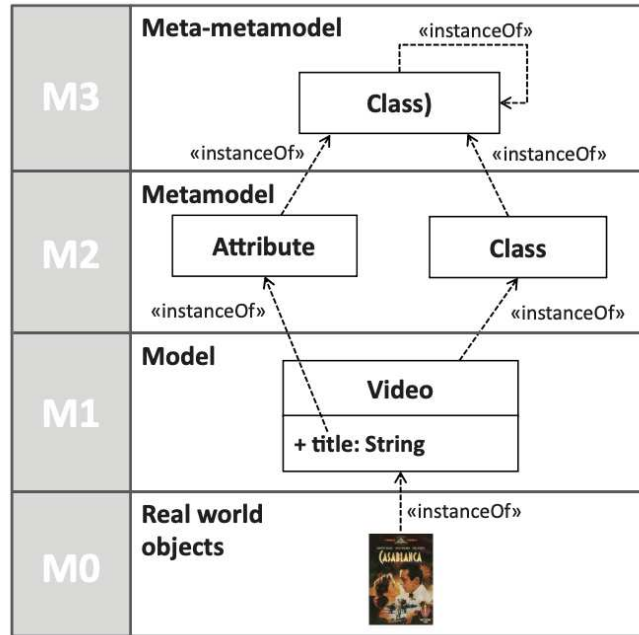 M3
Meta-metamodel
«instanceOf»
Class)
«instanceOf»
«instanceOf»
M2
Metamodel
Attribute
Class
«instanceOf»
«instanceOf»
M1
Model
Video
+ title: String
M0
Real world
objects
«instanceOf»
CASABLANCA